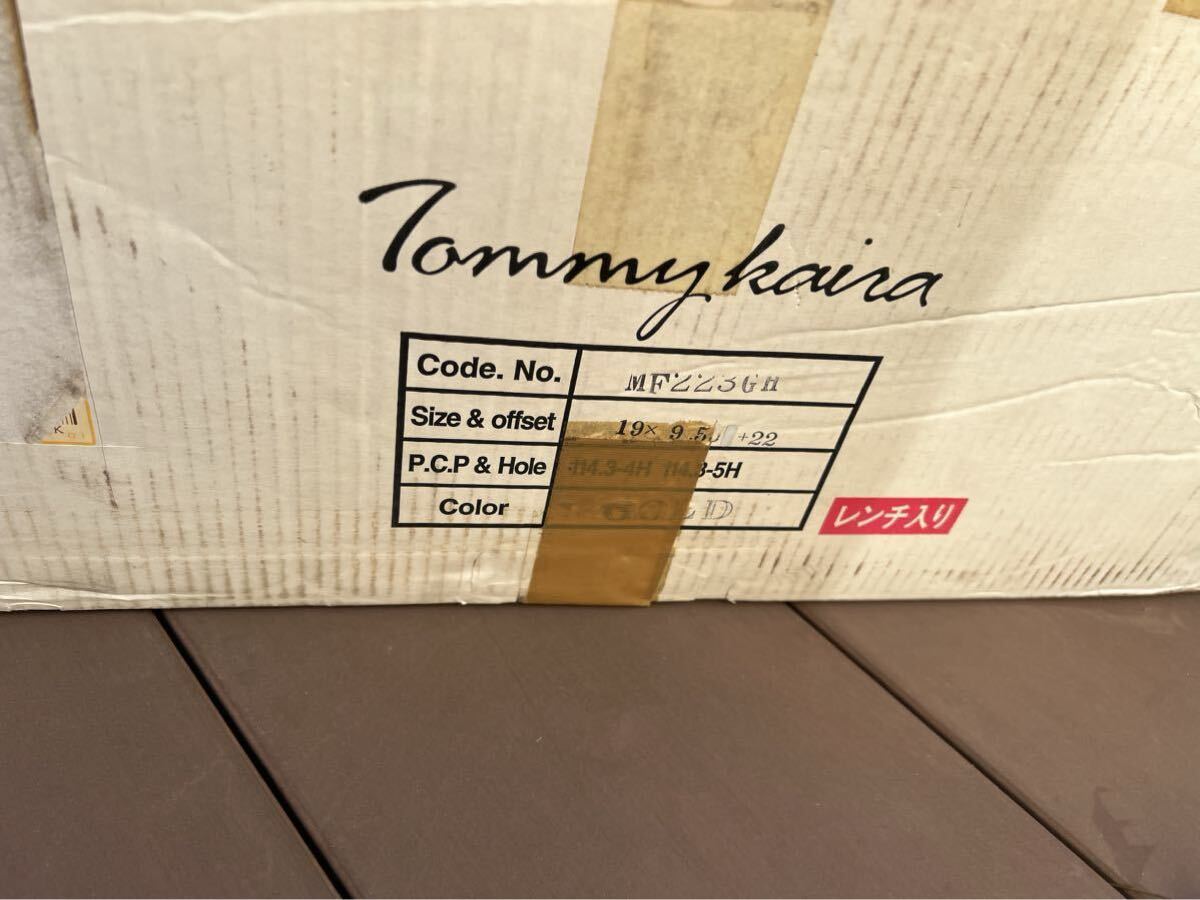 Tommykaira
Code. No. MF223GH
Size & offset 19× 9.5J +22
P.C.P & Hole 114.3-4H 114.3-5H
Color GOLD
レンチ入り